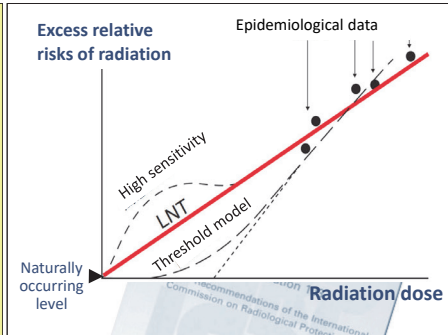 Excess relative
risks of radiation
Epidemiological data
High sensitivity
LNT
Threshold model
Naturally
occurring
level
Radiation dose
Recommendations of the International
Commission on Radiological